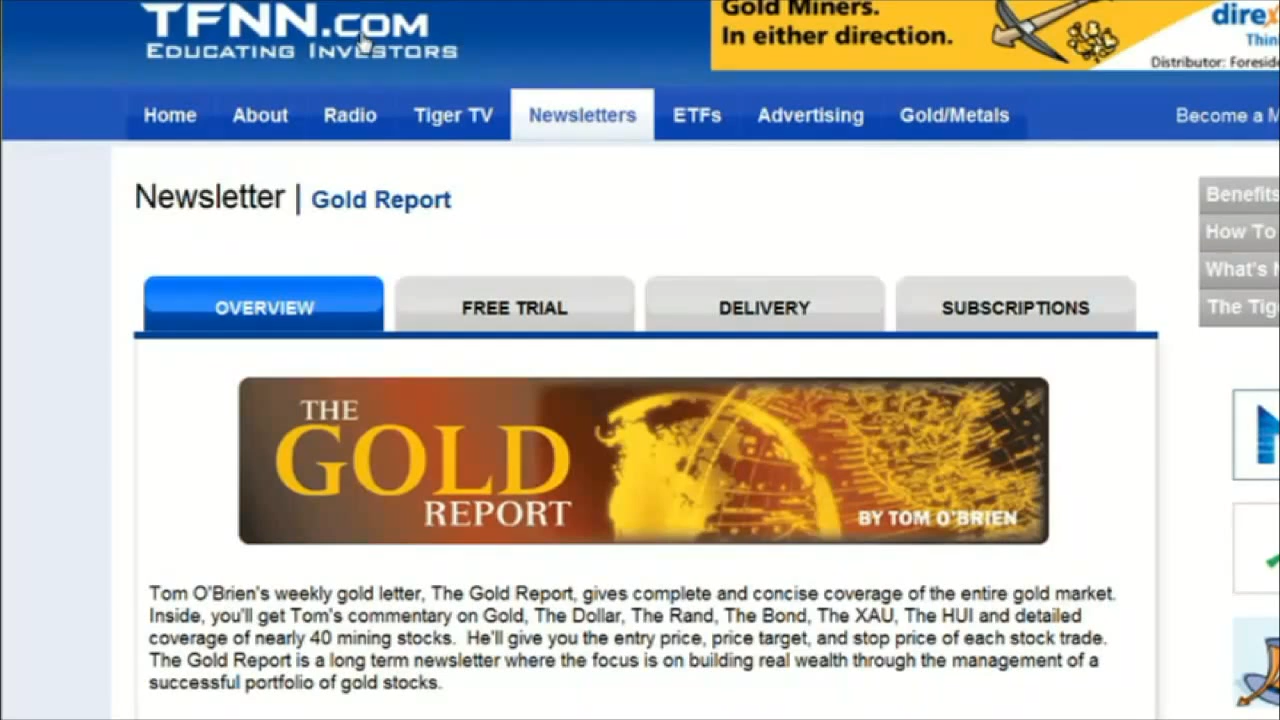 TFNN.COM
EDUCATING INVESTORS
Gold Miners.
In either direction.
Distributor:
Home About Radio Tiger TV Newsletters ETFs Advertising Gold/Metals Become a
Newsletter | Gold Report
Benefits
How To
What's
The
OVERVIEW FREE TRIAL DELIVERY SUBSCRIPTIONS
THE
GOLD
REPORT
BY TOM O'BRIEN
Tom O'Brien's weekly gold letter, The Gold Report, gives complete and concise coverage of the entire gold market.
Inside, you'll get Tom's commentary on Gold, The Dollar, The Rand, The Bond, The XAU, The HUI and detailed
coverage of nearly 40 mining stocks. He'll give you the entry price, price target, and stop price of each stock trade.
The Gold Report is a long term newsletter where the focus is on building real wealth through the management of a
successful portfolio of gold stocks.